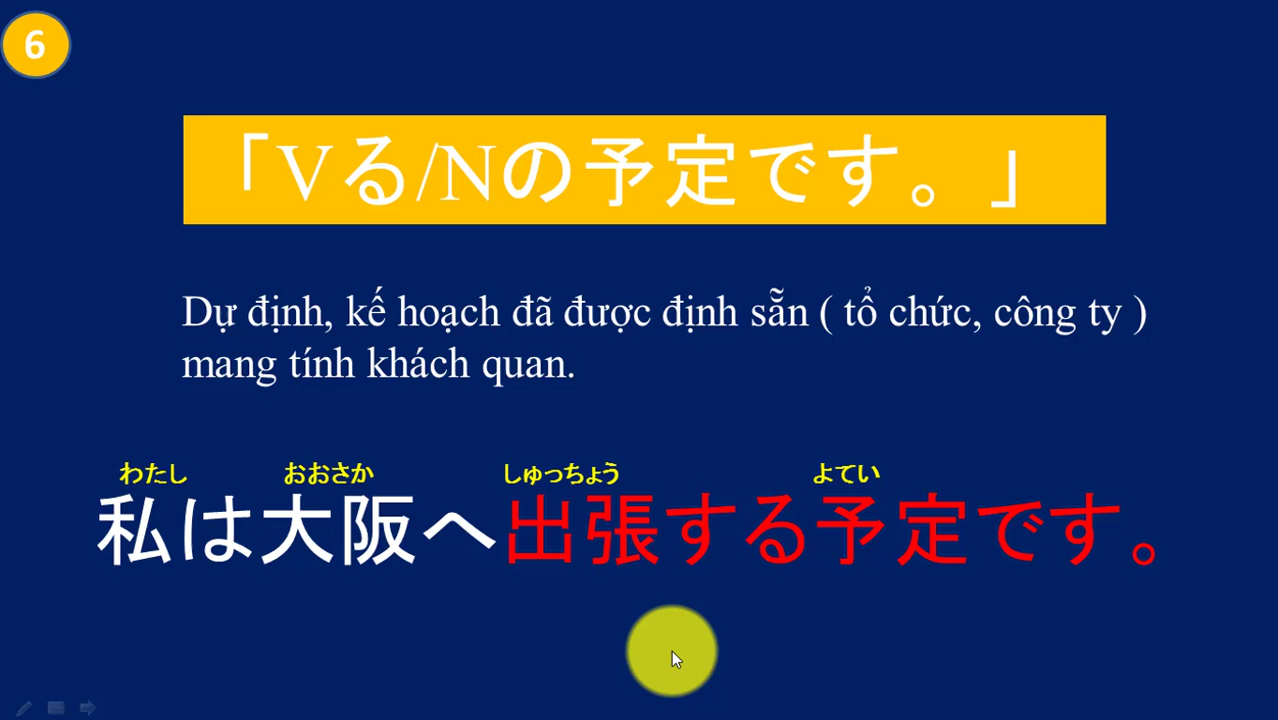 6
「Vる/Nの予定です。」
Dự định, kế hoạch đã được định sẵn ( tổ chức, công ty )
mang tính khách quan.
わたし おおさか しゅっちょう よてい
私は大阪へ出張する予定です。